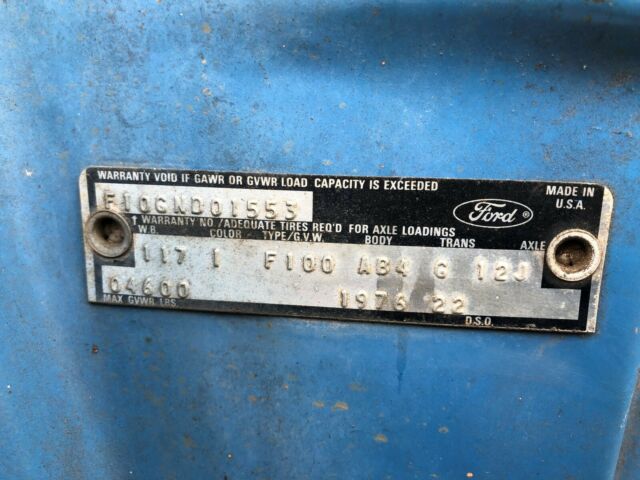 WARRANTY VOID IF GAWR OR GVWR LOAD CAPACITY IS EXCEEDED
F10GND01553
MADE IN
U.S.A.
Ford ®
† WARRANTY NO/ADEQUATE TIRES REQ'D FOR AXLE LOADINGS
W.B. COLOR TYPE/G.V.W. BODY TRANS AXLE
117 1 F100 AB4 G 12J
04600 1976 22
MAX GVWR LBS. D.S.O.